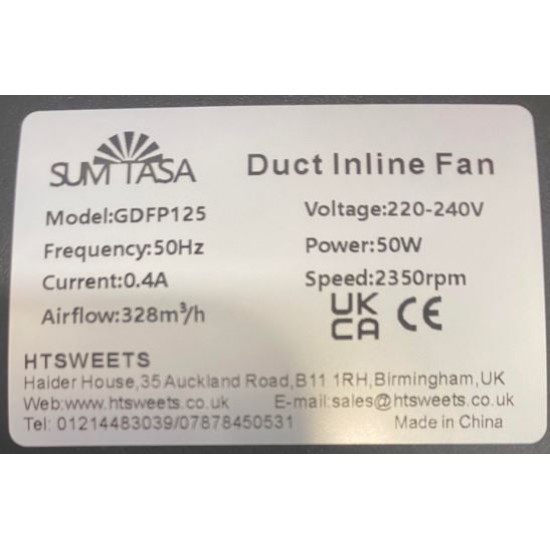 SUMTASA
Duct Inline Fan
Model:GDFP125
Voltage:220-240V
Frequency:50Hz
Power:50W
Current:0.4A
Speed:2350rpm
Airflow:328m³/h
UK
CA CE
HTSWEETS
Haider House,35 Auckland Road,B11 1RH,Birmingham,UK
Web:www.htsweets.co.uk E-mail:sales@htsweets.co.uk
Tel: 01214483039/07878450531 Made in China